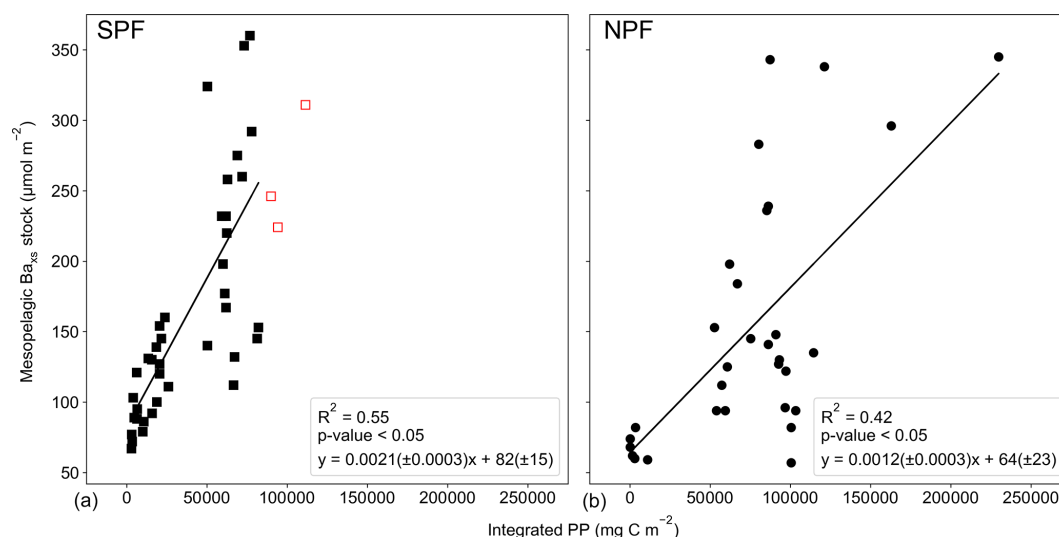 SPF
NPF
Mesopelagic Ba_xs stock (µmol m⁻²)
350
300
250
200
150
100
50
R² = 0.55
p-value < 0.05
y = 0.0021(±0.0003)x + 82(±15)
R² = 0.42
p-value < 0.05
y = 0.0012(±0.0003)x + 64(±23)
(a)
(b)
0 50000 100000 150000 200000 250000
0 50000 100000 150000 200000 250000
Integrated PP (mg C m⁻²)